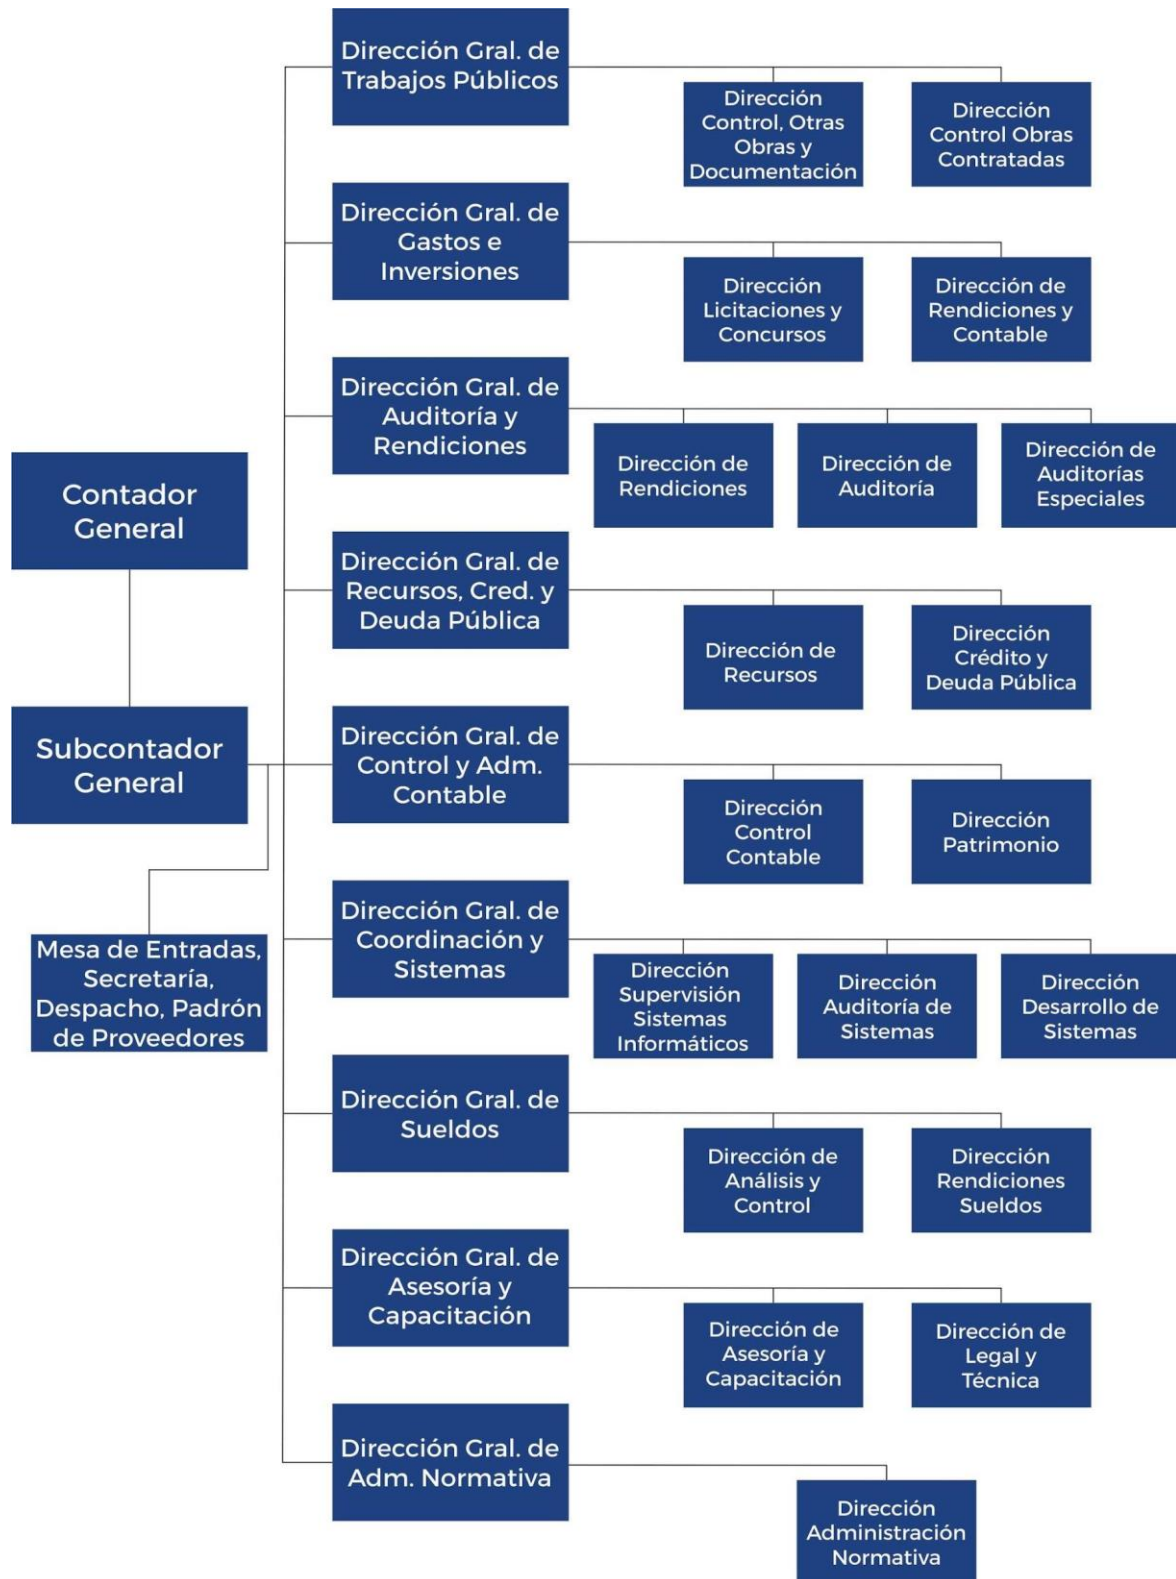 Dirección Gral. de
Trabajos Públicos
Dirección
Control, Otras
Obras y
Documentación
Dirección
Control Obras
Contratadas
Dirección Gral. de
Gastos e
Inversiones
Dirección
Licitaciones y
Concursos
Dirección de
Rendiciones y
Contable
Dirección Gral. de
Auditoría y
Rendiciones
Dirección de
Rendiciones
Dirección de
Auditoría
Dirección de
Auditorías
Especiales
Contador
General
Dirección Gral. de
Recursos, Cred. y
Deuda Pública
Dirección de
Recursos
Dirección
Crédito y
Deuda Pública
Subcontador
General
Dirección Gral. de
Control y Adm.
Contable
Dirección
Control
Contable
Dirección
Patrimonio
Mesa de Entradas,
Secretaría,
Despacho, Padrón
de Proveedores
Dirección Gral. de
Coordinación y
Sistemas
Dirección
Supervisión
Sistemas
Informáticos
Dirección
Auditoría de
Sistemas
Dirección
Desarrollo de
Sistemas
Dirección Gral. de
Sueldos
Dirección de
Análisis y
Control
Dirección
Rendiciones
Sueldos
Dirección Gral. de
Asesoría y
Capacitación
Dirección de
Asesoría y
Capacitación
Dirección de
Legal y
Técnica
Dirección Gral. de
Adm. Normativa
Dirección
Administración
Normativa